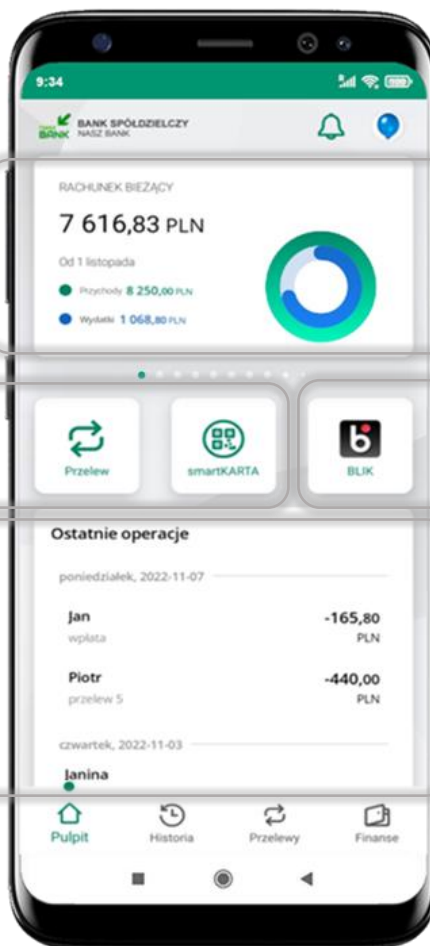 9:34
Nasz
BANK
BANK SPÓŁDZIELCZY
NASZ BANK
RACHUNEK BIEŻĄCY
7 616,83 PLN
Od 1 listopada
Przychody 8 250,00 PLN
Wydatki 1 068,80 PLN
Przelew
smartKARTA
BLIK
Ostatnie operacje
poniedziałek, 2022-11-07
Jan -165,80
wpłata PLN
Piotr -440,00
przelew 5 PLN
czwartek, 2022-11-03
Janina
Pulpit Historia Przelewy Finanse